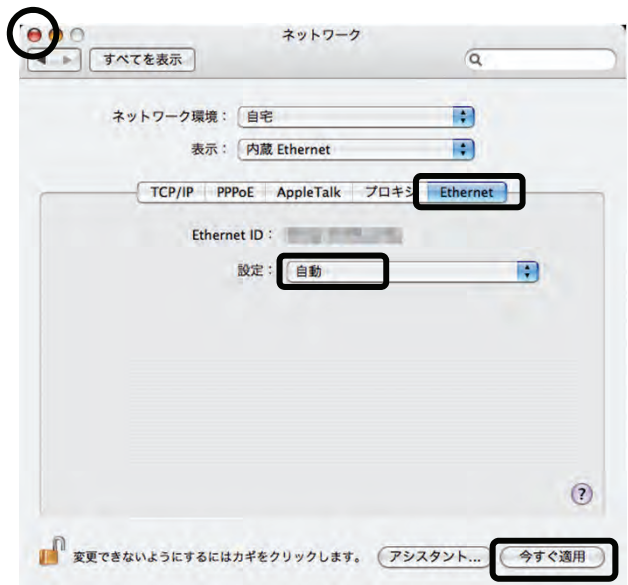 ネットワーク
すべてを表示
ネットワーク環境： 自宅
表示： 内蔵 Ethernet
TCP/IP PPPoE AppleTalk プロキシ Ethernet
Ethernet ID：
設定： 自動
?
変更できないようにするにはカギをクリックします。 アシスタント... 今すぐ適用